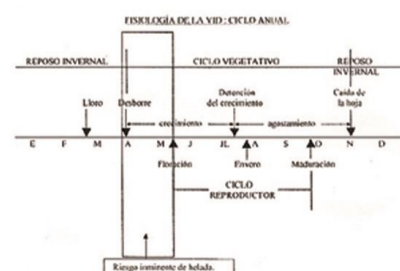 FISIOLOGÍA DE LA VID : CICLO ANUAL
REPOSO INVERNAL
CICLO VEGETATIVO
REPOSO
INVERNAL
Lloro
Desborre
Detención
del crecimiento
Caída de
la hoja
crecimiento
agostamiento
E F M A M J JL A S O N D
Floración
Envero
Maduración
CICLO
REPRODUCTOR
Riesgo inminente de helada.